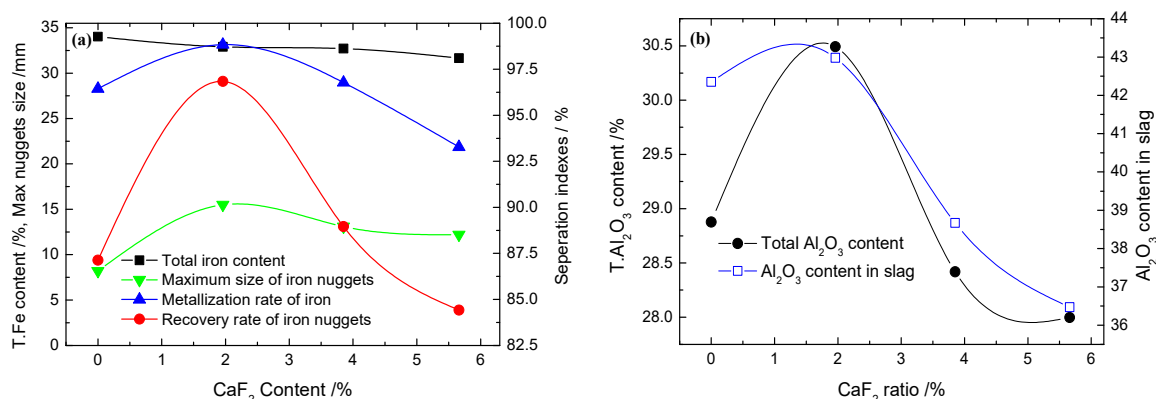 (a)
T.Fe content /%, Max nuggets size /mm
35
30
25
20
15
10
5
0
100.0
97.5
95.0
92.5
90.0
87.5
85.0
82.5
Seperation indexes / %
Total iron content
Maximum size of iron nuggets
Metallization rate of iron
Recovery rate of iron nuggets
0 1 2 3 4 5 6
CaF₂ Content /%
(b)
T.Al₂O₃ content /%
30.5
30.0
29.5
29.0
28.5
28.0
44
43
42
41
40
39
38
37
36
Al₂O₃ content in slag
Total Al₂O₃ content
Al₂O₃ content in slag
0 1 2 3 4 5 6
CaF₂ ratio /%